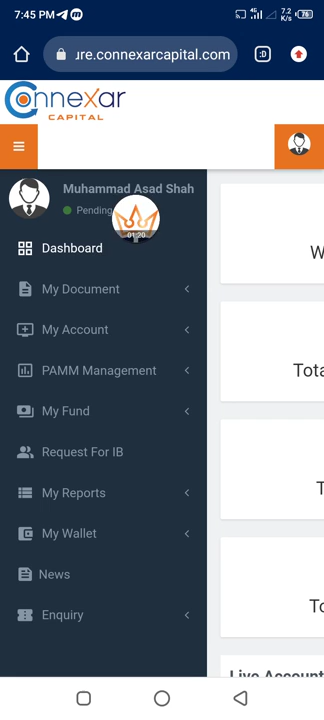 7:45 PM
4G
7.2
K/s
76
ure.connexarcapital.com
:D
Connexar
CAPITAL
Muhammad Asad Shah
Pending
01:20
Dashboard
W
My Document
My Account
PAMM Management
Tota
My Fund
Request For IB
My Reports
T
My Wallet
News
To
Enquiry
Live Account